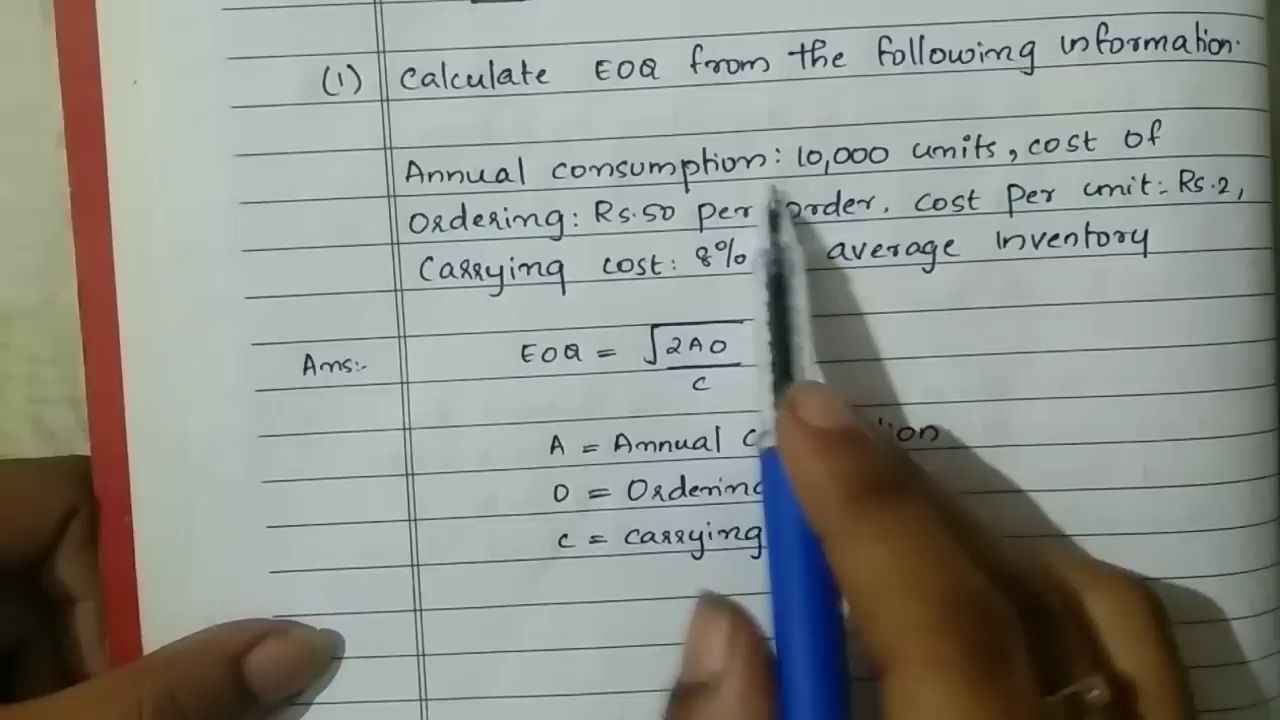 (1) Calculate EOQ from the following information.
Annual consumption: 10,000 units, cost of
ordering: Rs.50 per order. cost per unit: Rs.2,
Carrying cost: 8% average inventory
Ans:- EOQ = √2AO
C
A = Annual
O = Ordering
C = Carrying